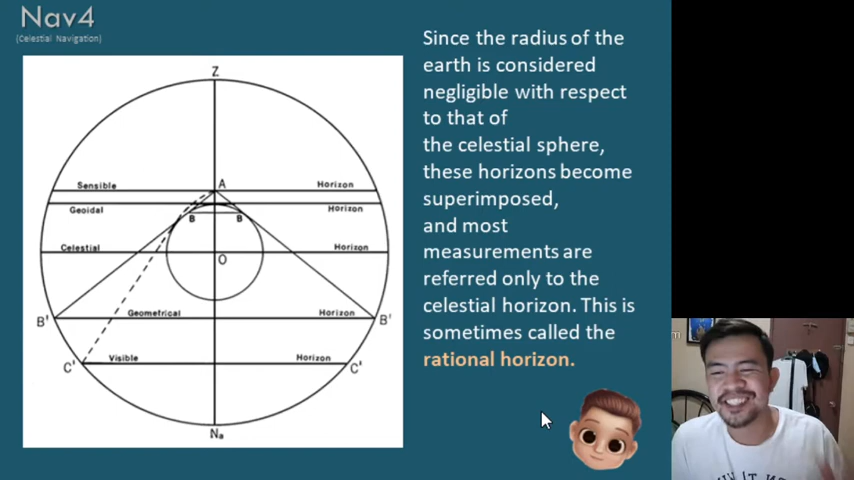 Nav4
(Celestial Navigation)
Z
Sensible A Horizon
Geoidal Horizon
B B
Celestial Horizon
O
B' Geometrical Horizon B'
C' Visible Horizon C'
Na
Since the radius of the
earth is considered
negligible with respect
to that of
the celestial sphere,
these horizons become
superimposed,
and most
measurements are
referred only to the
celestial horizon. This is
sometimes called the
rational horizon.